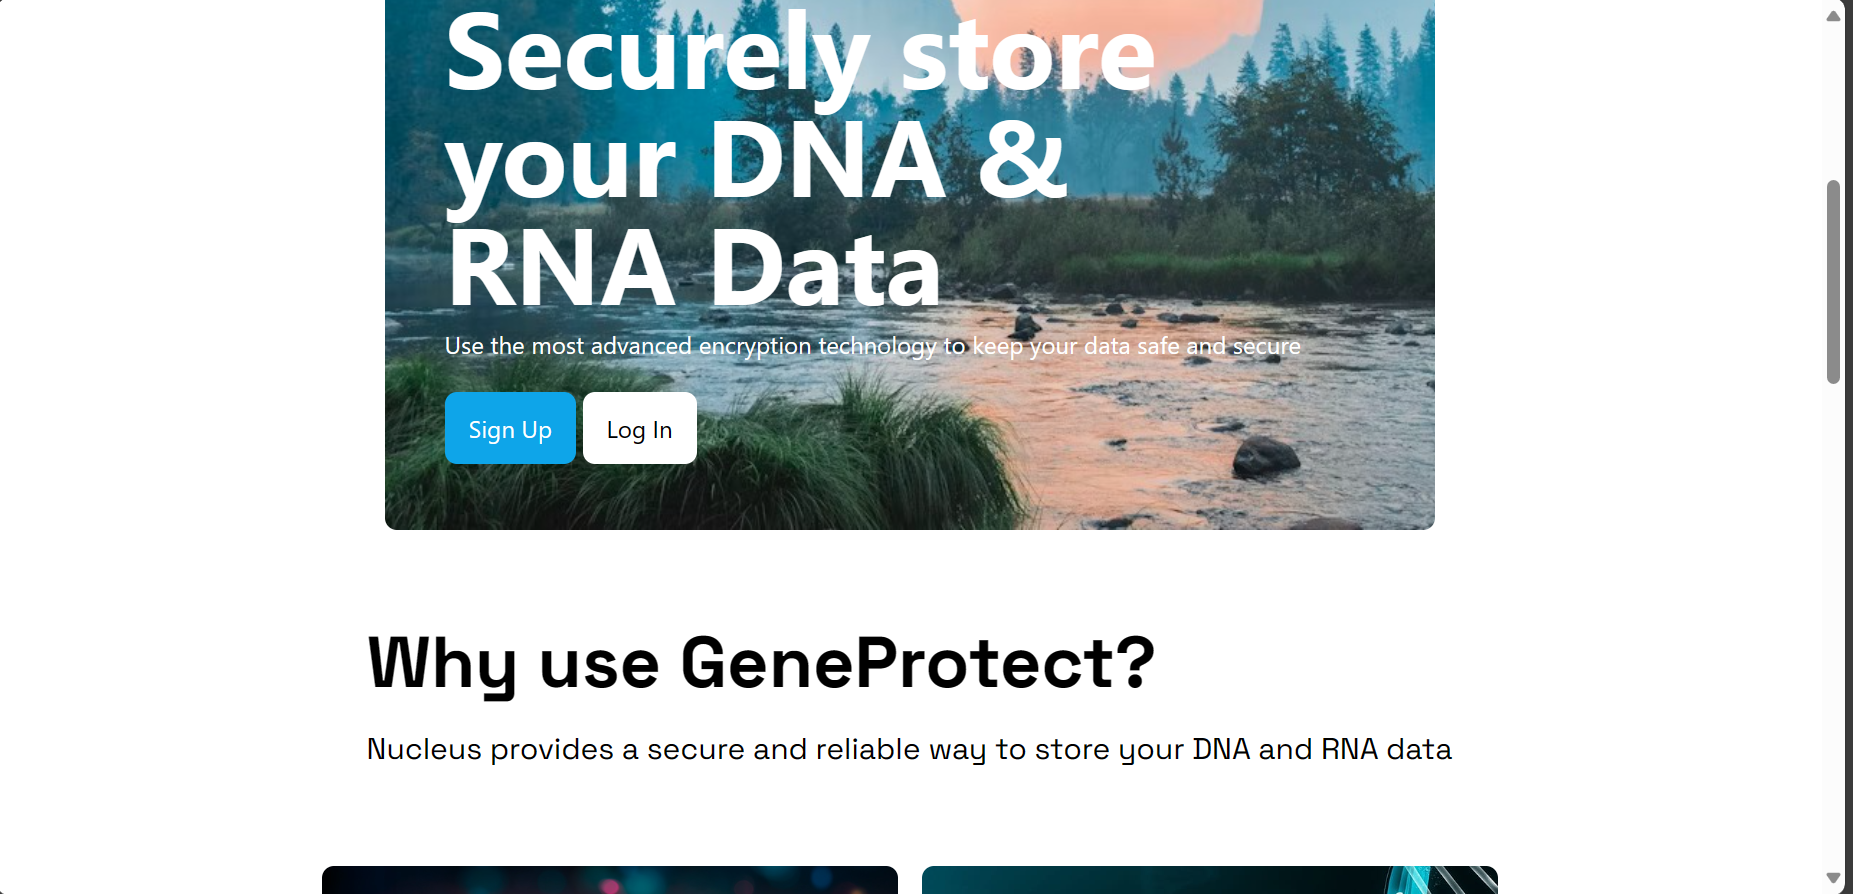 Securely store
your DNA &
RNA Data
Use the most advanced encryption technology to keep your data safe and secure
Sign Up Log In
Why use GeneProtect?
Nucleus provides a secure and reliable way to store your DNA and RNA data